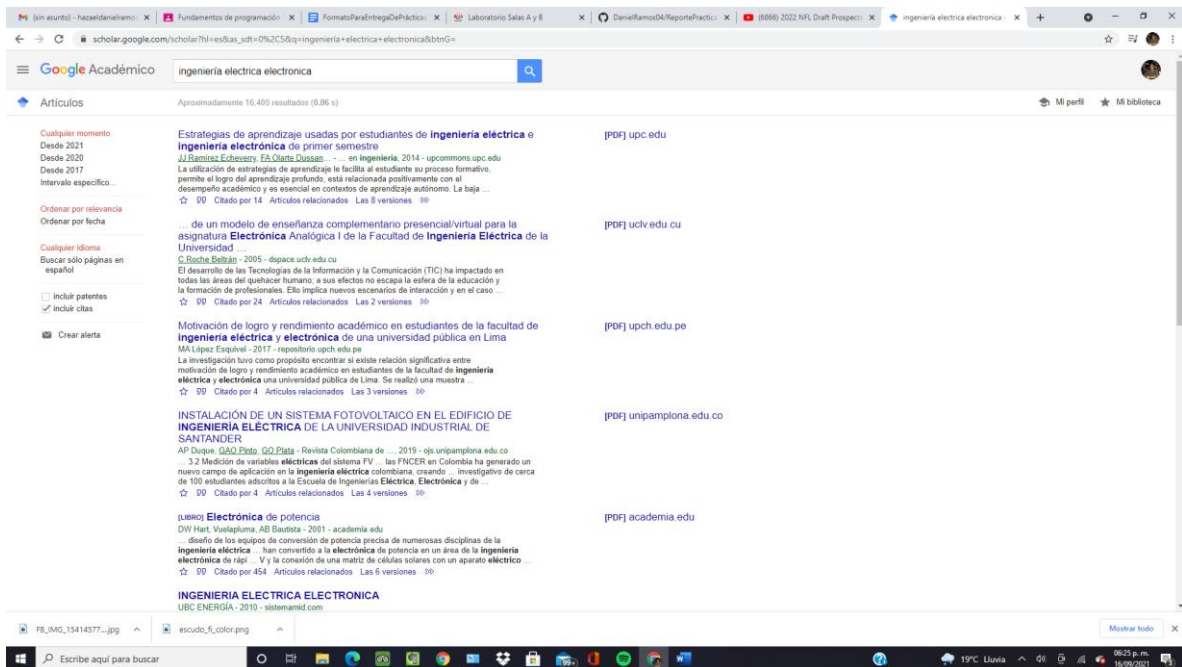 (sin asunto) - hazaeldanielramos
Fundamentos de programación
FormatoParaEntregaDePrácticas
Laboratorio Salas A y B
DanielRamos04/ReportePractica
(6866) 2022 NFL Draft Prospects
ingeniería electrica electronica -
scholar.google.com/scholar?hl=es&as_sdt=0%2C5&q=ingeniería+electrica+electronica&btnG=
Google Académico
ingeniería electrica electronica
Artículos
Aproximadamente 16,400 resultados (0.06 s)
Mi perfil
Mi biblioteca
Cualquier momento
Desde 2021
Desde 2020
Desde 2017
Intervalo específico...
Ordenar por relevancia
Ordenar por fecha
Cualquier idioma
Buscar sólo páginas en
español
incluir patentes
incluir citas
Crear alerta
Estrategias de aprendizaje usadas por estudiantes de ingeniería eléctrica e
ingeniería electrónica de primer semestre
JJ Ramírez Echeverry, FA Olarte Dussan... - ... en ingeniería, 2014 - upcommons.upc.edu
La utilización de estrategias de aprendizaje le facilita al estudiante su proceso formativo,
permite el logro del aprendizaje profundo, está relacionada positivamente con el
desempeño académico y es esencial en contextos de aprendizaje autónomo. La baja ...
Citado por 14 Artículos relacionados Las 8 versiones
[PDF] upc.edu
... de un modelo de enseñanza complementario presencial/virtual para la
asignatura Electrónica Analógica I de la Facultad de Ingeniería Eléctrica de la
Universidad ...
C Roche Beltrán - 2005 - dspace.uclv.edu.cu
El desarrollo de las Tecnologías de la Información y la Comunicación (TIC) ha impactado en
todas las áreas del quehacer humano; a sus efectos no escapa la esfera de la educación y
la formación de profesionales. Ello implica nuevos escenarios de interacción y en el caso ...
Citado por 24 Artículos relacionados Las 2 versiones
[PDF] uclv.edu.cu
Motivación de logro y rendimiento académico en estudiantes de la facultad de
ingeniería eléctrica y electrónica de una universidad pública en Lima
MA López Esquivel - 2017 - repositorio.upch.edu.pe
La investigación tuvo como propósito encontrar si existe relación significativa entre
motivación de logro y rendimiento académico en estudiantes de la facultad de ingeniería
eléctrica y electrónica una universidad pública de Lima. Se realizó una muestra ...
Citado por 4 Artículos relacionados Las 3 versiones
[PDF] upch.edu.pe
INSTALACIÓN DE UN SISTEMA FOTOVOLTAICO EN EL EDIFICIO DE
INGENIERÍA ELÉCTRICA DE LA UNIVERSIDAD INDUSTRIAL DE
SANTANDER
AP Duque, GAO Pinto, GO Plata - Revista Colombiana de ..., 2019 - ojs.unipamplona.edu.co
... 3.2 Medición de variables eléctricas del sistema FV ... las FNCER en Colombia ha generado un
nuevo campo de aplicación en la ingeniería eléctrica colombiana, creando ... investigativo de cerca
de 100 estudiantes adscritos a la Escuela de Ingenierías Eléctrica, Electrónica y de ...
Citado por 4 Artículos relacionados Las 4 versiones
[PDF] unipamplona.edu.co
[LIBRO] Electrónica de potencia
DW Hart, Vuelapluma, AB Bautista - 2001 - academia.edu
... diseño de los equipos de conversión de potencia precisa de numerosas disciplinas de la
ingeniería eléctrica ... han convertido a la electrónica de potencia en un área de la ingeniería
electrónica de rápi ... V y la conexión de una matriz de células solares con un aparato eléctrico ...
Citado por 454 Artículos relacionados Las 6 versiones
[PDF] academia.edu
INGENIERIA ELECTRICA ELECTRONICA
UBC ENERGÍA - 2010 - sistemamid.com
FB_IMG_15414577....jpg
escudo_fi_color.png
Mostrar todo
Escribe aquí para buscar
99+
19°C Lluvia
06:25 p. m.
16/09/2021